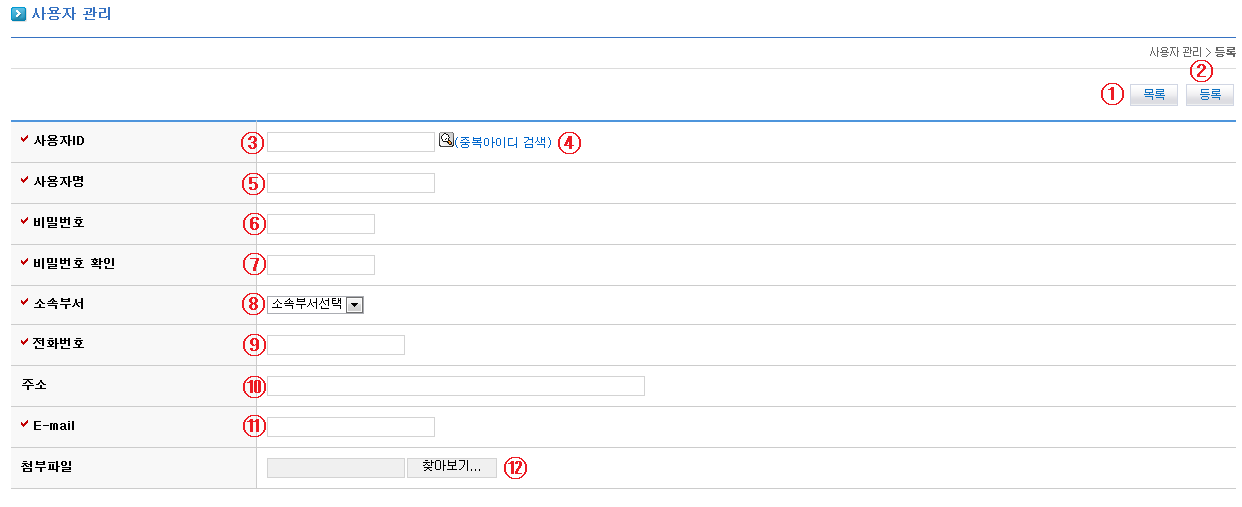 사용자 관리
사용자 관리 > 등록
②
① 목록 등록
사용자ID ③ (중복아이디 검색) ④
사용자명 ⑤
비밀번호 ⑥
비밀번호 확인 ⑦
소속부서 ⑧ 소속부서선택
전화번호 ⑨
주소 ⑩
E-mail ⑪
첨부파일 찾아보기... ⑫